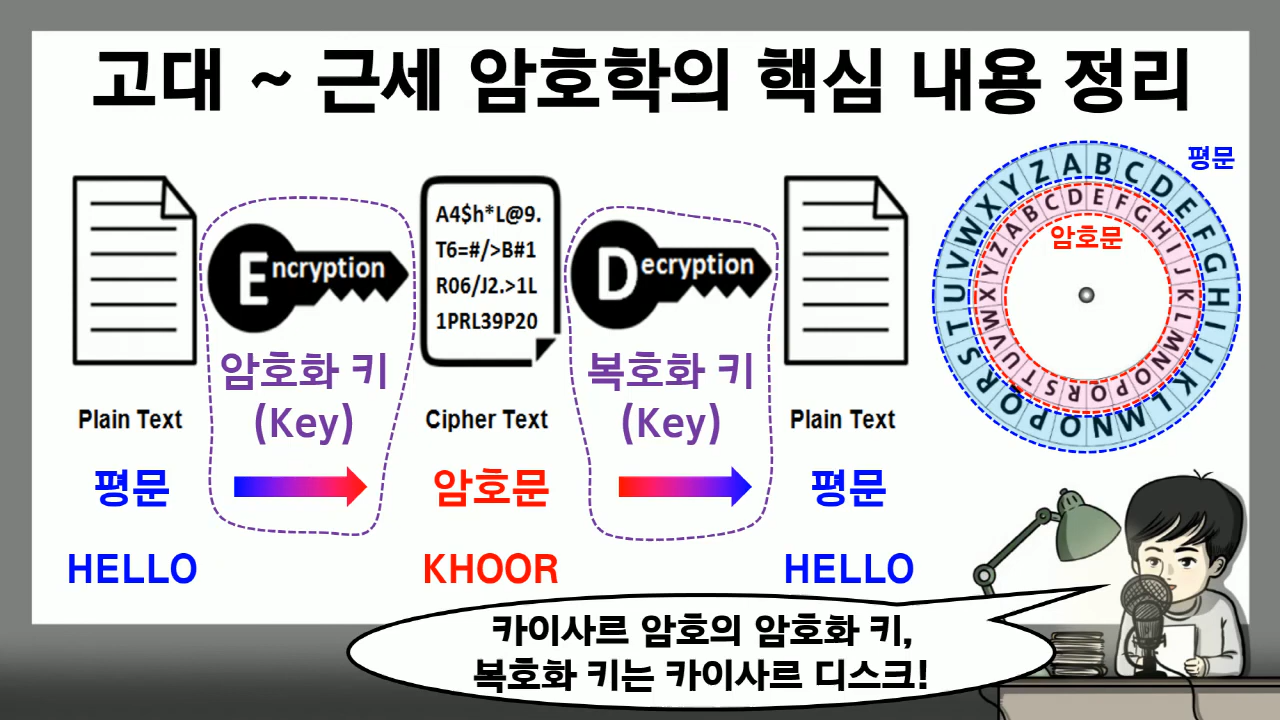 고대 ~ 근세 암호학의 핵심 내용 정리
평문
A B C D E F G H I J K L M N O P Q R S T U V W X Y Z
A B C D E F G H I J K L M N O P Q R S T U V W X Y Z
암호문
Encryption
A4$h*L@9.
T6=#/>B#1
R06/J2.>1L
1PRL39P20
Decryption
암호화 키
(Key)
복호화 키
(Key)
Plain Text
Cipher Text
Plain Text
평문
암호문
평문
HELLO
KHOOR
HELLO
카이사르 암호의 암호화 키,
복호화 키는 카이사르 디스크!